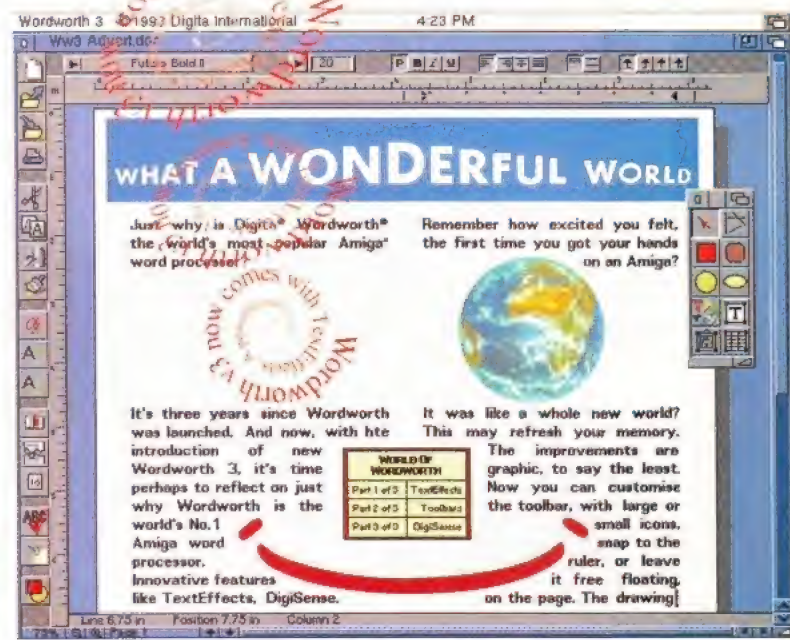 Wordworth 3 ©1993 Digita International 4:23 PM
Ww3 Advert.doc
Futura Bold II 20 P B I U
WHAT A WONDERFUL WORLD
Just why is Digita® Wordworth®
the world's most popular Amiga®
word processor
Wordworth v3 now comes with TextEffects
It's three years since Wordworth
was launched. And now, with hte
introduction of new
Wordworth 3, it's time
perhaps to reflect on just
why Wordworth is the
world's No.1
Amiga word
processor.
Innovative features
like TextEffects, DigiSense.
WORLD OF
WORDWORTH
Part 1 of 3 TextEffects
Part 2 of 3 Toolbars
Part 3 of 3 DigiSense
Remember how excited you felt,
the first time you got your hands
on an Amiga?
It was like a whole new world?
This may refresh your memory.
The improvements are
graphic, to say the least.
Now you can customise
the toolbar, with large or
small icons,
snap to the
ruler, or leave
it free floating,
on the page. The drawing
T
A
A
ABC
Line 6.75 in Position 7.75 in Column 2
75% Page 1